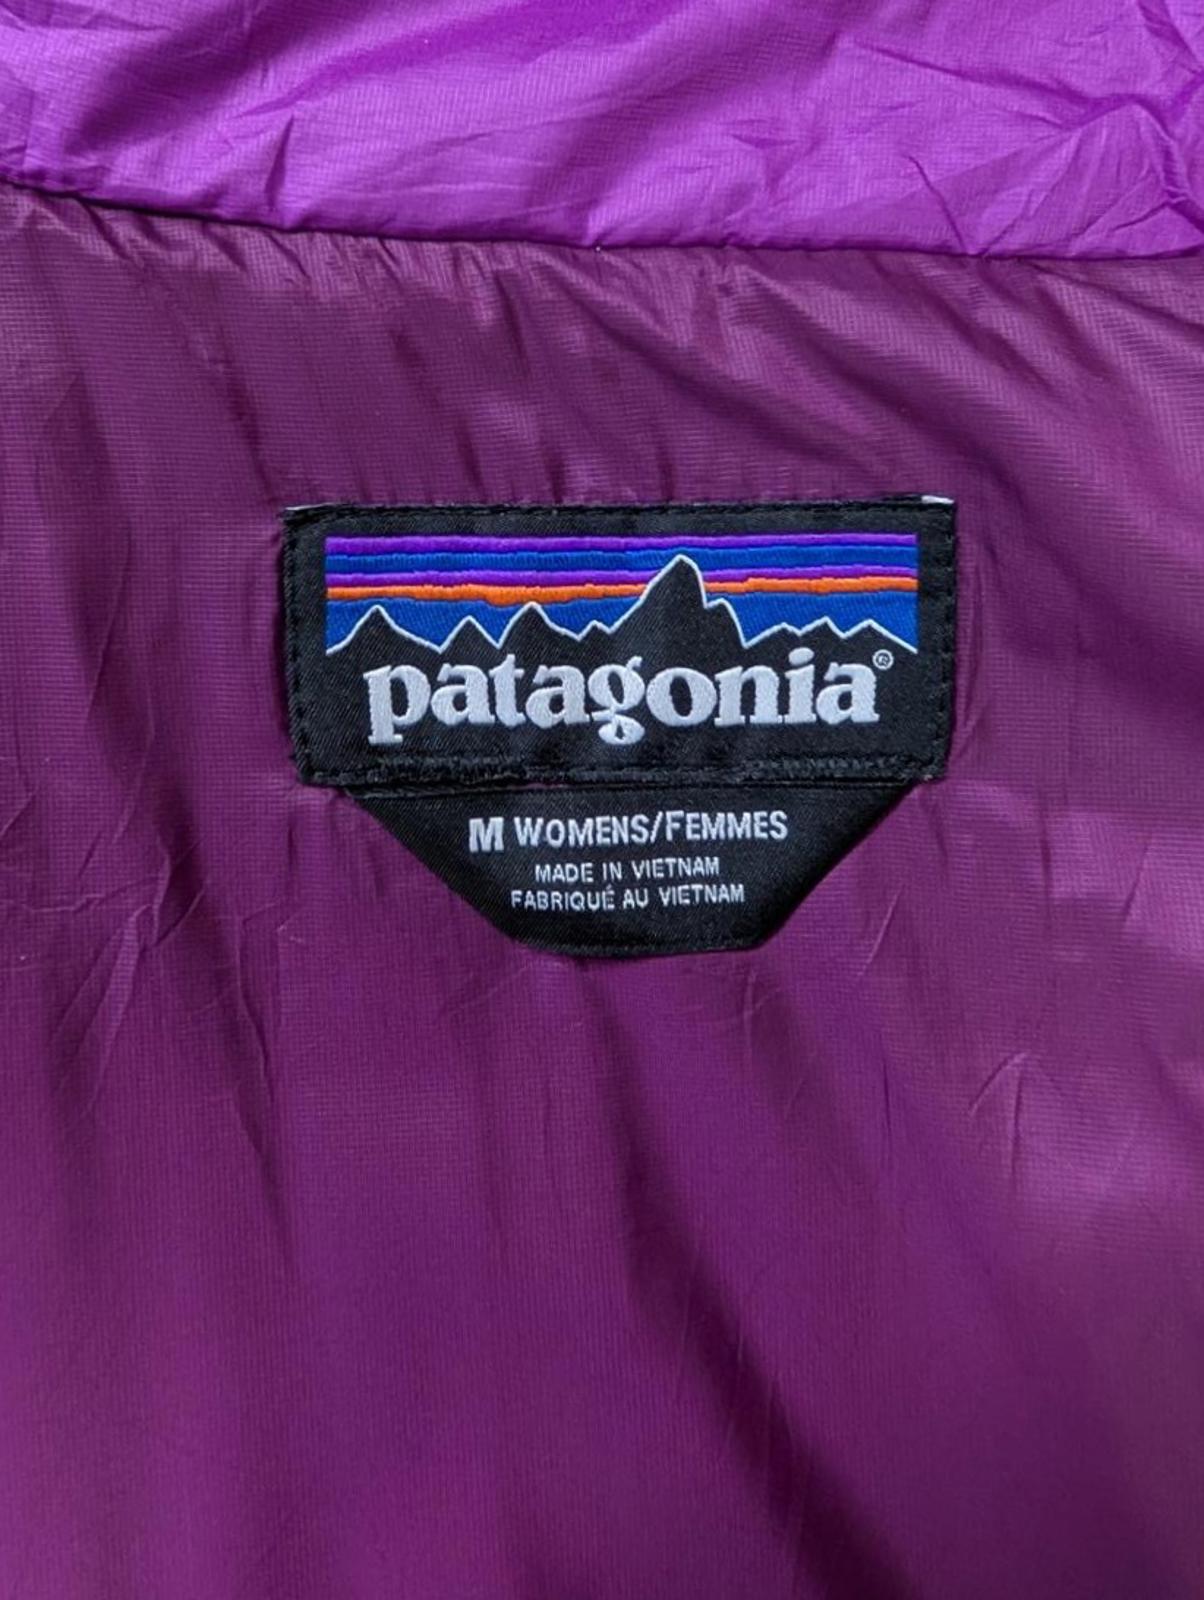 patagonia®
M WOMENS/FEMMES
MADE IN VIETNAM
FABRIQUÉ AU VIETNAM